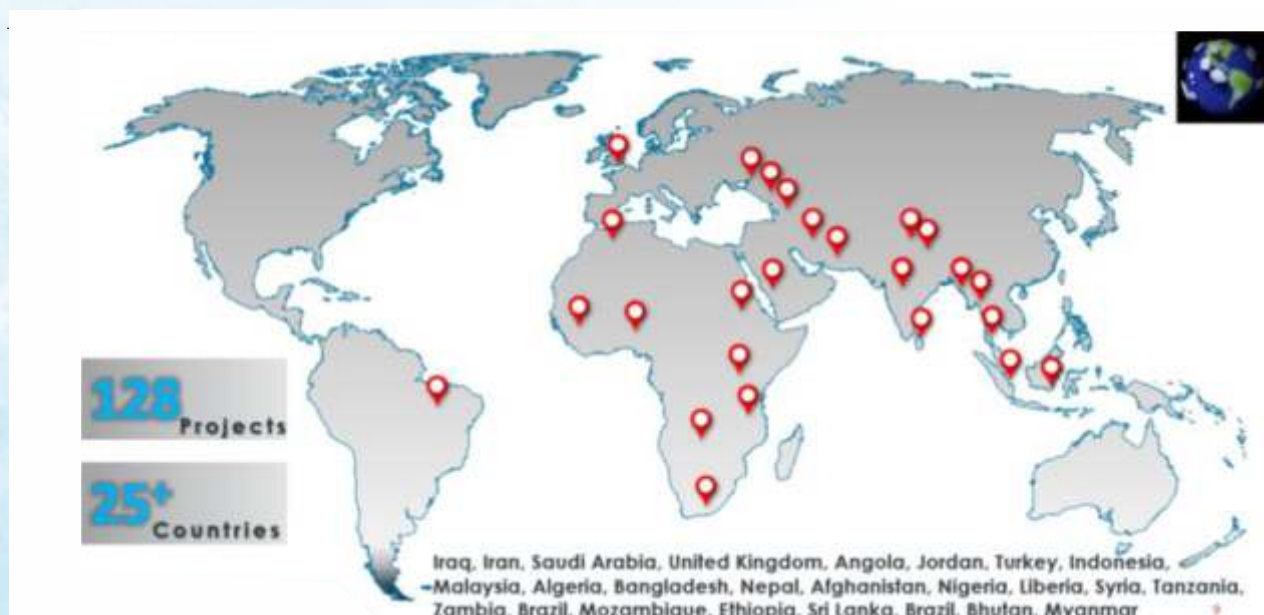 128
Projects
25+
Countries
Iraq, Iran, Saudi Arabia, United Kingdom, Angola, Jordan, Turkey, Indonesia,
Malaysia, Algeria, Bangladesh, Nepal, Afghanistan, Nigeria, Liberia, Syria, Tanzania,
Zambia, Brazil, Mozambique, Ethiopia, Sri Lanka, Brazil, Bhutan, Myanmar